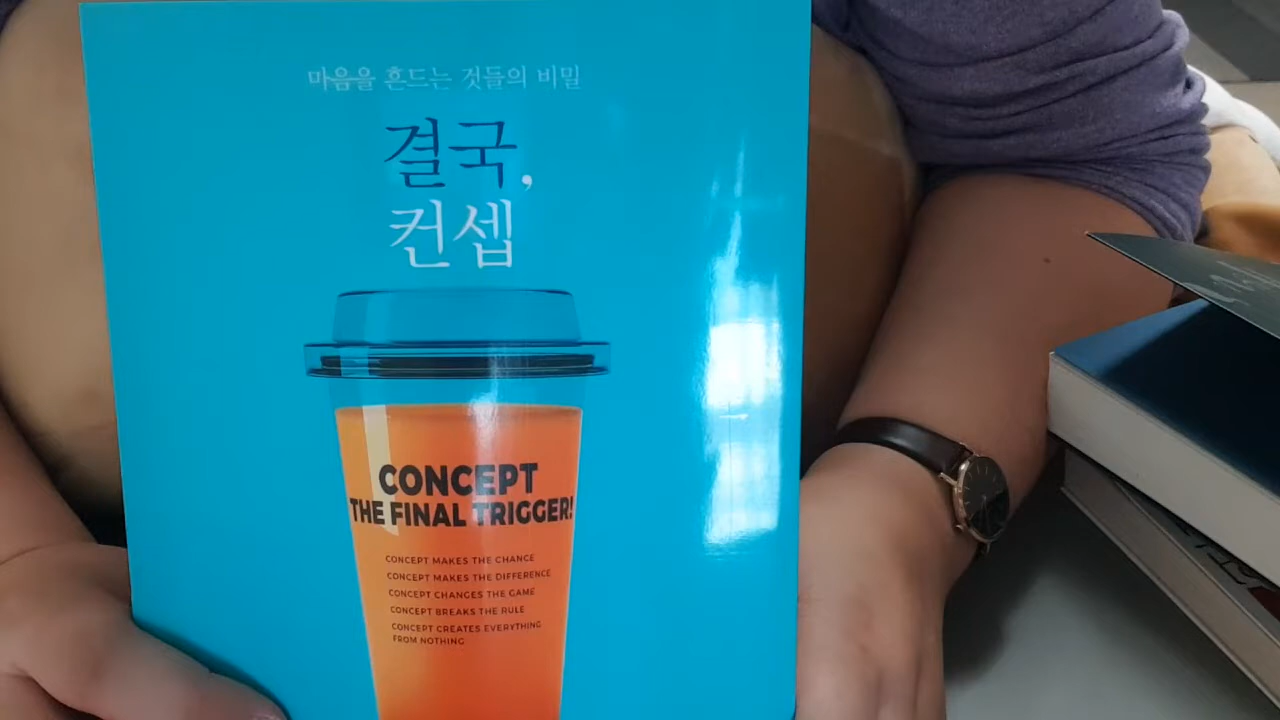 마음을 흔드는 것들의 비밀
결국,
컨셉
CONCEPT
THE FINAL TRIGGER!
CONCEPT MAKES THE CHANCE
CONCEPT MAKES THE DIFFERENCE
CONCEPT CHANGES THE GAME
CONCEPT BREAKS THE RULE
CONCEPT CREATES EVERYTHING
FROM NOTHING